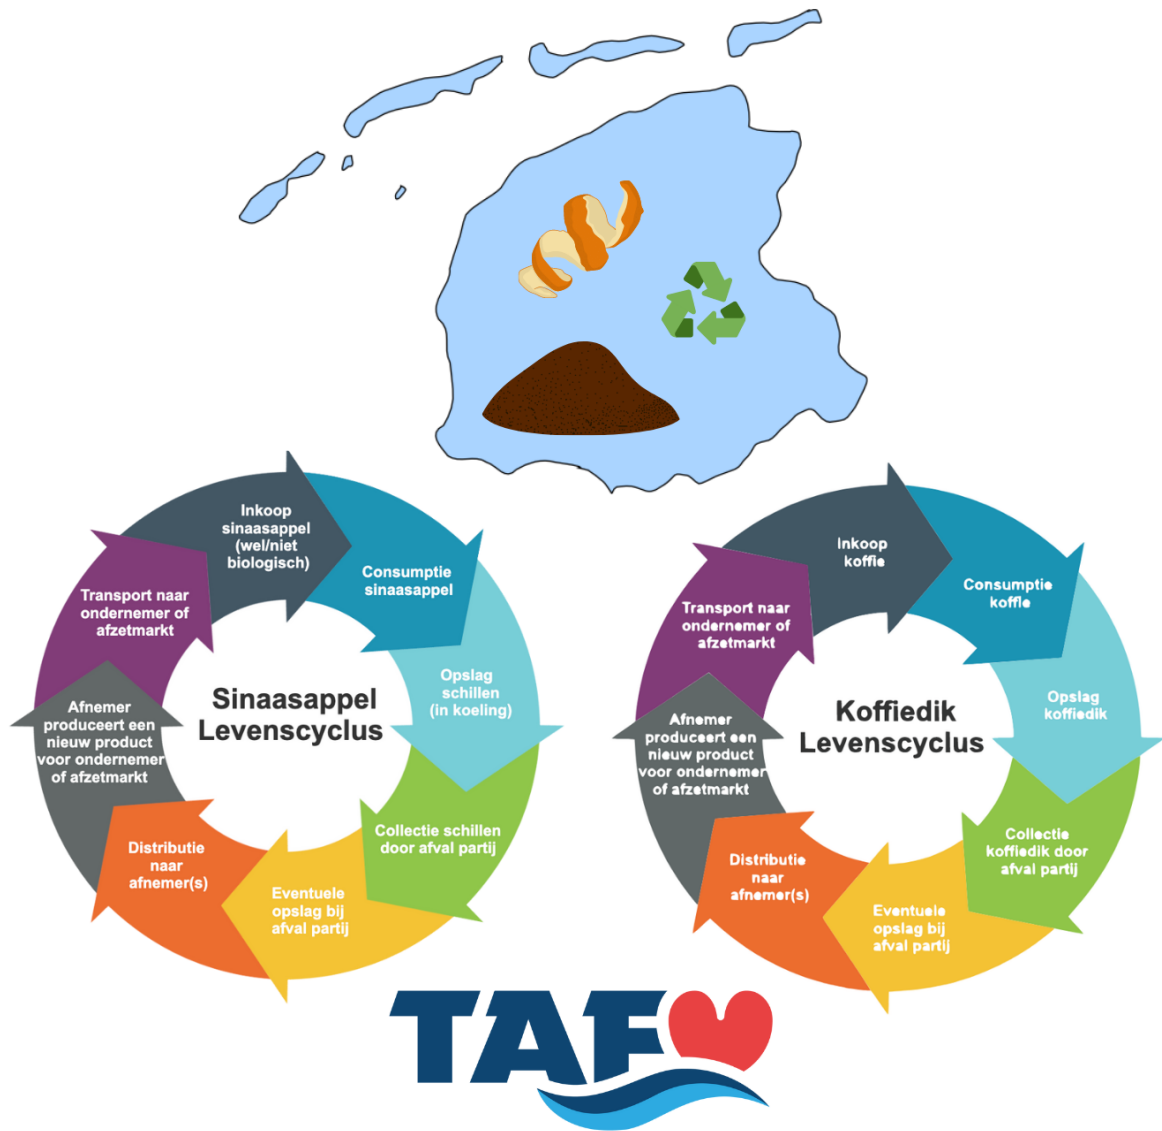 Inkoop
sinaasappel
(wel/niet
biologisch)
Consumptie
sinaasappel
Opslag
schillen
(in koeling)
Collectie schillen
door afval partij
Eventuele
opslag bij
afval partij
Distributie
naar
afnemer(s)
Afnemer
produceert een
nieuw product
voor ondernemer
of afzetmarkt
Transport naar
ondernemer of
afzetmarkt
Sinaasappel
Levenscyclus
Inkoop
koffie
Consumptie
koffie
Opslag
koffiedik
Collectie
koffiedik door
afval partij
Eventuele
opslag bij
afval partij
Distributie
naar
afnemer(s)
Afnemer
produceert een
nieuw product
voor ondernemer
of afzetmarkt
Transport naar
ondernemer of
afzetmarkt
Koffiedik
Levenscyclus
TAF